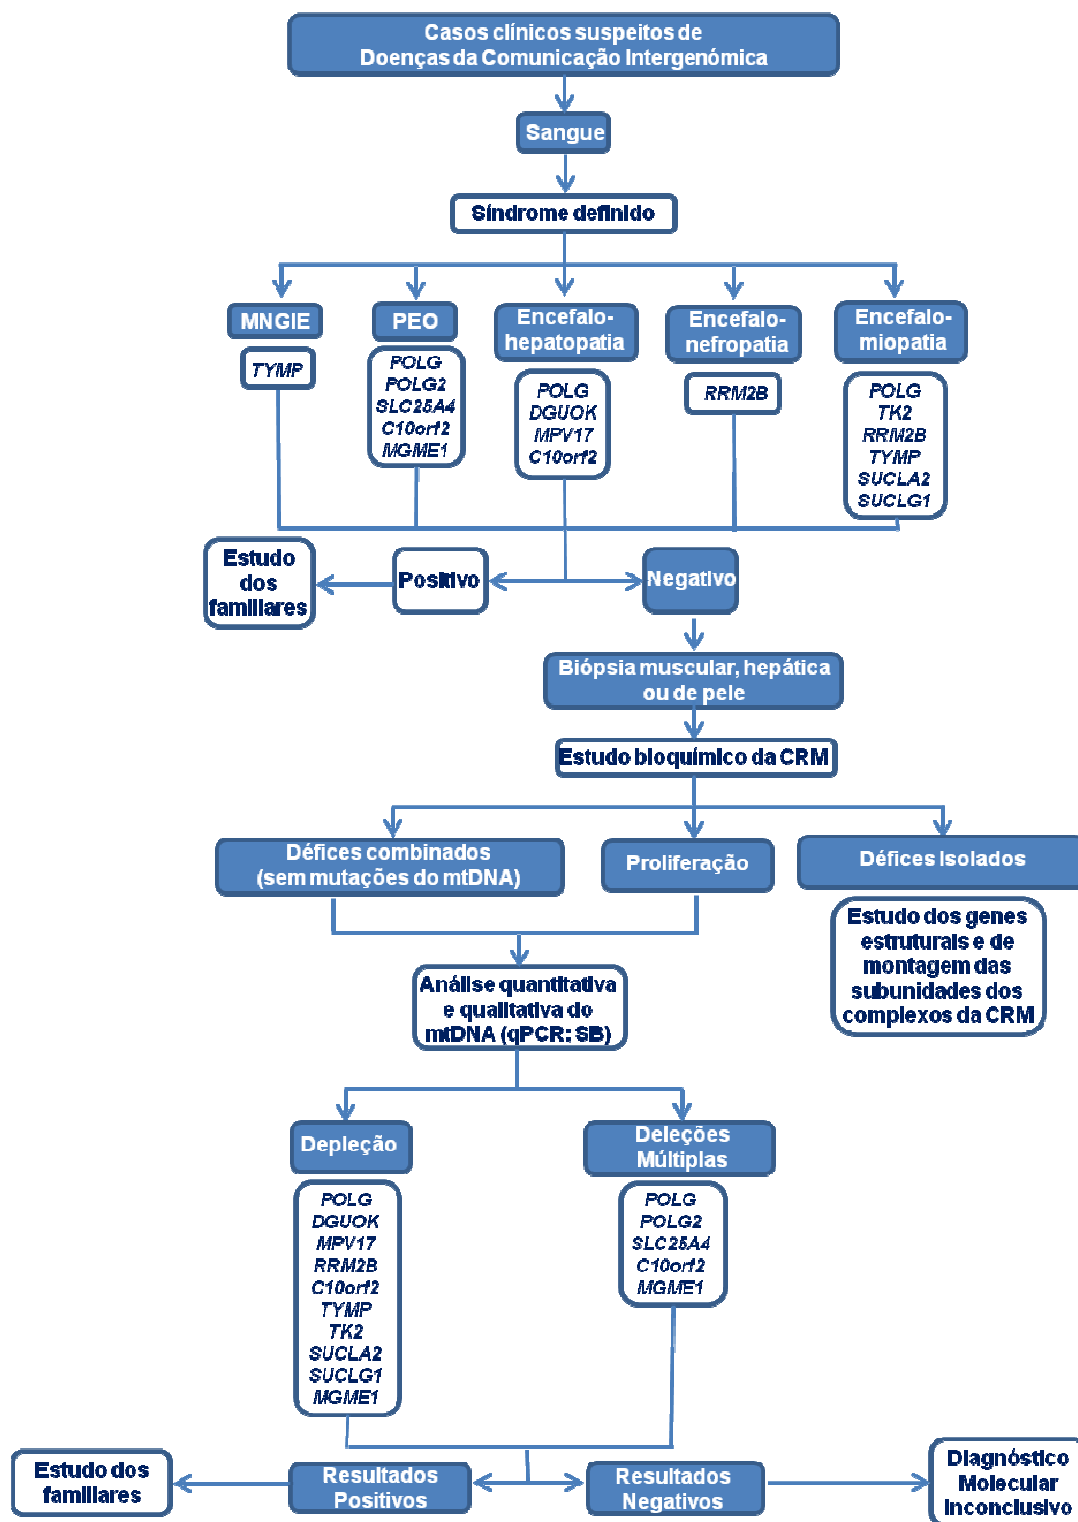 Casos clínicos suspeitos de
Doenças da Comunicação Intergenómica
Sangue
Síndrome definido
MNGIE
TYMP
PEO
POLG
POLG2
SLC25A4
C10orf2
MGME1
Encefalo-
hepatopatia
POLG
DGUOK
MPV17
C10orf2
Encefalo-
nefropatia
RRM2B
Encefalo-
miopatia
POLG
TK2
RRM2B
TYMP
SUCLA2
SUCLG1
Estudo
dos
familiares
Positivo
Negativo
Biópsia muscular, hepática
ou de pele
Estudo bioquímico da CRM
Défices combinados
(sem mutações do mtDNA)
Proliferação
Défices Isolados
Estudo dos genes
estruturais e de
montagem das
subunidades dos
complexos da CRM
Análise quantitativa
e qualitativa do
mtDNA (qPCR; SB)
Depleção
POLG
DGUOK
MPV17
RRM2B
C10orf2
TYMP
TK2
SUCLA2
SUCLG1
MGME1
Deleções
Múltiplas
POLG
POLG2
SLC25A4
C10orf2
MGME1
Estudo dos
familiares
Resultados
Positivos
Resultados
Negativos
Diagnóstico
Molecular
Inconclusivo